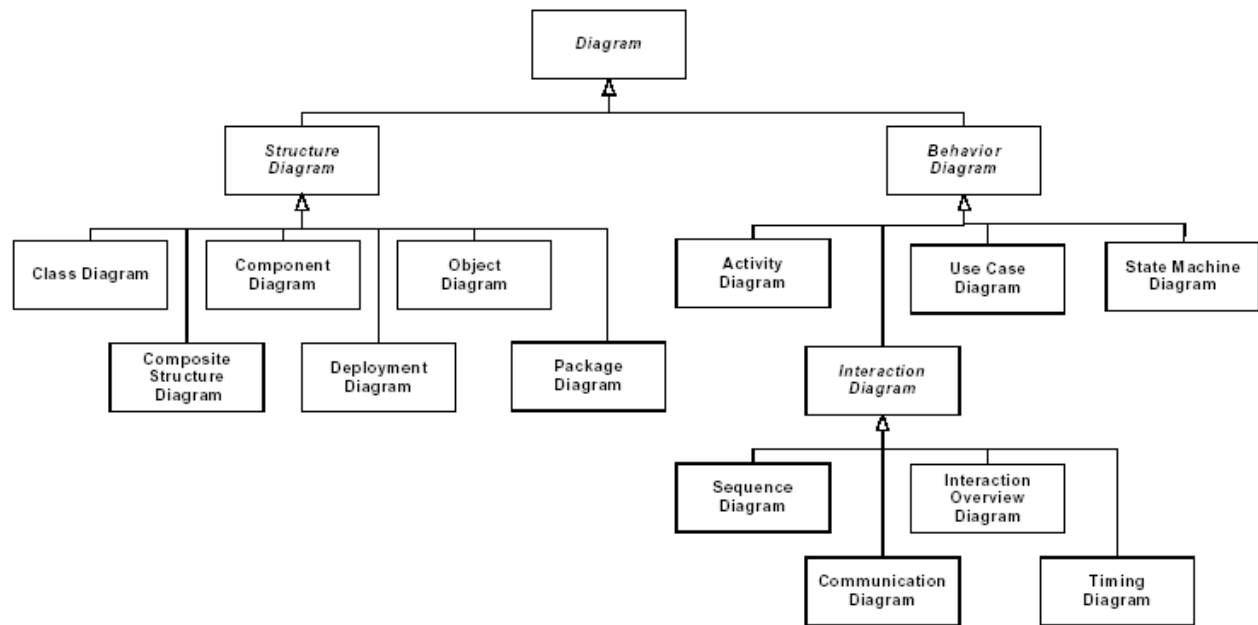 Diagram
Structure
Diagram
Behavior
Diagram
Class Diagram
Component
Diagram
Object
Diagram
Activity
Diagram
Use Case
Diagram
State Machine
Diagram
Composite
Structure
Diagram
Deployment
Diagram
Package
Diagram
Interaction
Diagram
Sequence
Diagram
Interaction
Overview
Diagram
Communication
Diagram
Timing
Diagram